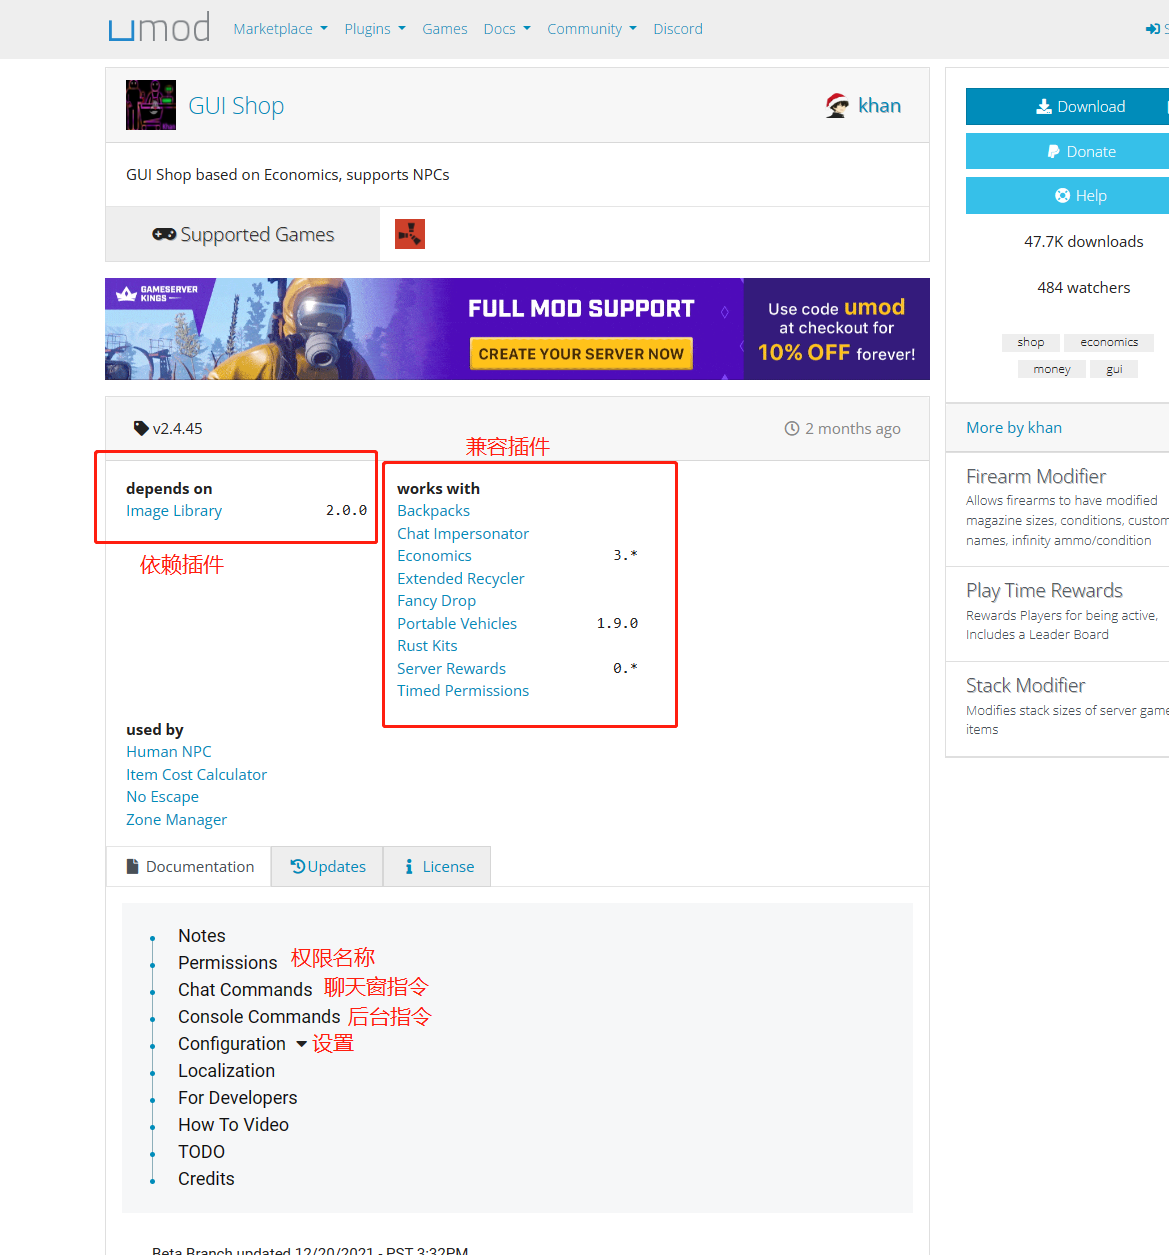 umod
Marketplace
Plugins
Games
Docs
Community
Discord
S
GUI Shop
khan
GUI Shop based on Economics, supports NPCs
Supported Games
GAMESERVER
KINGS
FULL MOD SUPPORT
CREATE YOUR SERVER NOW
Use code umod
at checkout for
10% OFF forever!
v2.4.45
2 months ago
兼容插件
depends on
Image Library 2.0.0
依赖插件
works with
Backpacks
Chat Impersonator
Economics 3.*
Extended Recycler
Fancy Drop
Portable Vehicles 1.9.0
Rust Kits
Server Rewards 0.*
Timed Permissions
used by
Human NPC
Item Cost Calculator
No Escape
Zone Manager
Documentation
Updates
License
Notes
Permissions 权限名称
Chat Commands 聊天窗指令
Console Commands 后台指令
Configuration 设置
Localization
For Developers
How To Video
TODO
Credits
Beta Branch updated 12/20/2021 - PST 3:32PM
Download
Donate
Help
47.7K downloads
484 watchers
shop
economics
money
gui
More by khan
Firearm Modifier
Allows firearms to have modified
magazine sizes, conditions, custom
names, infinity ammo/condition
Play Time Rewards
Rewards Players for being active,
Includes a Leader Board
Stack Modifier
Modifies stack sizes of server game
items